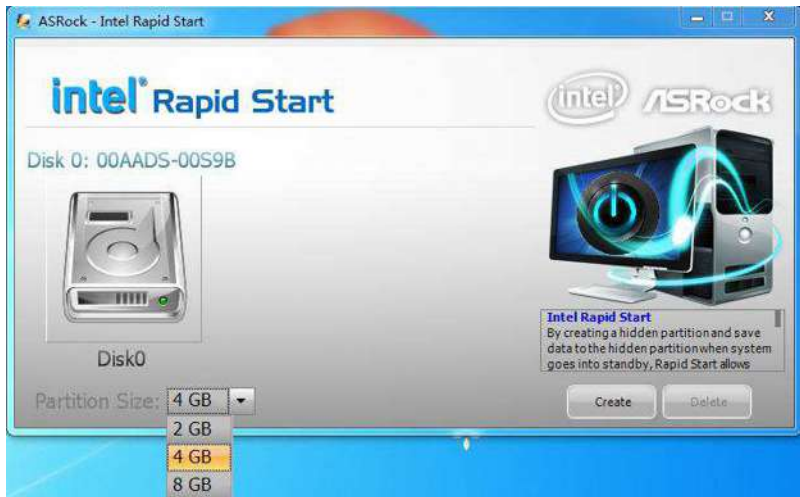 ASRock - Intel Rapid Start
intel® Rapid Start
intel ASRock
Disk 0: 00AADS-00S9B
Disk0
Intel Rapid Start
By creating a hidden partition and save
data to the hidden partition when system
goes into standby, Rapid Start allows
Partition Size: 4 GB
2 GB
4 GB
8 GB
Create
Delete